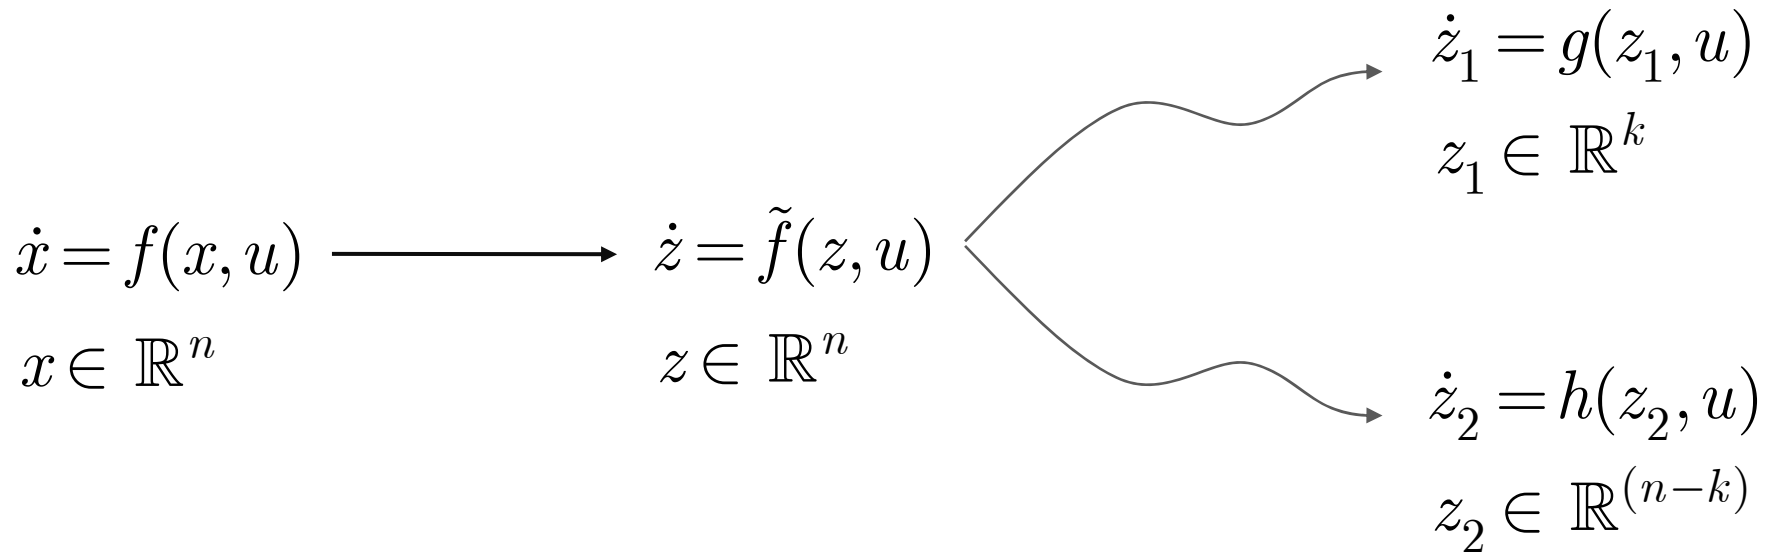 ẋ = f(x, u)
x ∈ ℝⁿ
ż = f̃(z, u)
z ∈ ℝⁿ
ż₁ = g(z₁, u)
z₁ ∈ ℝᵏ
ż₂ = h(z₂, u)
z₂ ∈ ℝ⁽ⁿ⁻ᵏ⁾